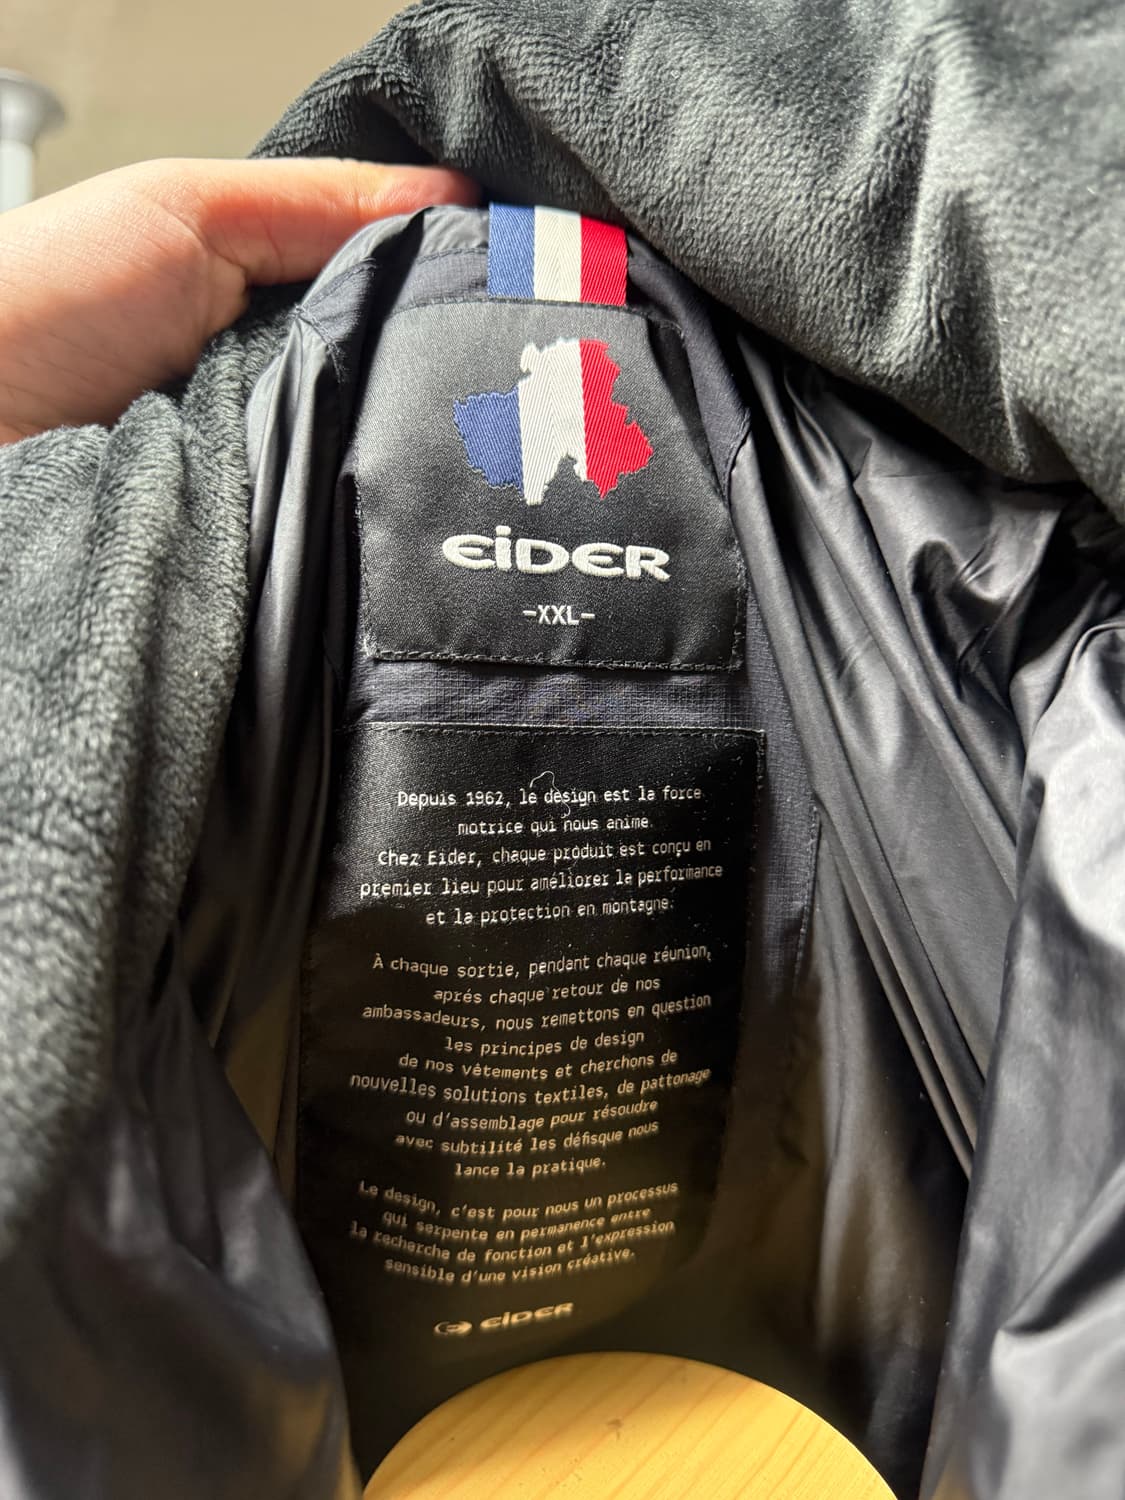 EiDER
-XXL-
Depuis 1962, le design est la force
motrice qui nous anime.
Chez Eider, chaque produit est conçu en
premier lieu pour améliorer la performance
et la protection en montagne.
À chaque sortie, pendant chaque réunion,
aprés chaque retour de nos
ambassadeurs, nous remettons en question
les principes de design
de nos vêtements et cherchons de
nouvelles solutions textiles, de pattonage
ou d'assemblage pour résoudre
avec subtilité les défisque nous
lance la pratique.
Le design, c'est pour nous un processus
qui serpente en permanence entre
la recherche de fonction et l'expression
sensible d'une vision créative.
EiDER